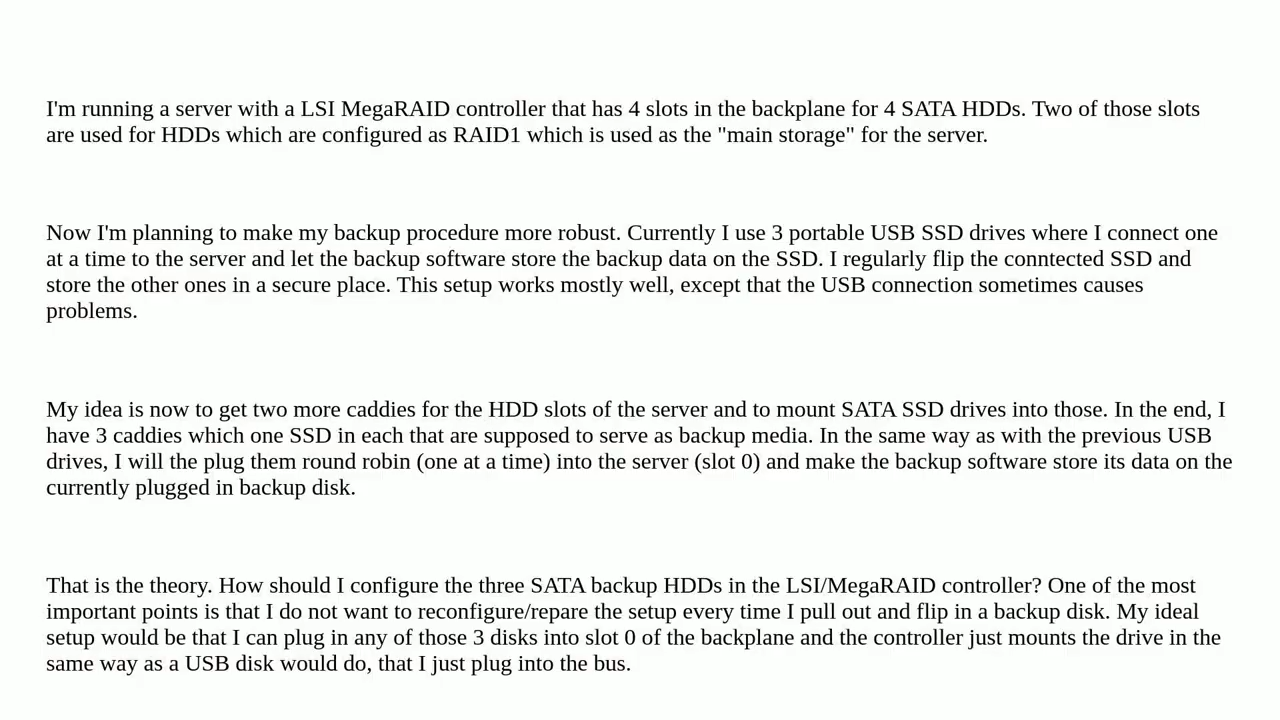 I'm running a server with a LSI MegaRAID controller that has 4 slots in the backplane for 4 SATA HDDs. Two of those slots
are used for HDDs which are configured as RAID1 which is used as the "main storage" for the server.
Now I'm planning to make my backup procedure more robust. Currently I use 3 portable USB SSD drives where I connect one
at a time to the server and let the backup software store the backup data on the SSD. I regularly flip the conntected SSD and
store the other ones in a secure place. This setup works mostly well, except that the USB connection sometimes causes
problems.
My idea is now to get two more caddies for the HDD slots of the server and to mount SATA SSD drives into those. In the end, I
have 3 caddies which one SSD in each that are supposed to serve as backup media. In the same way as with the previous USB
drives, I will the plug them round robin (one at a time) into the server (slot 0) and make the backup software store its data on the
currently plugged in backup disk.
That is the theory. How should I configure the three SATA backup HDDs in the LSI/MegaRAID controller? One of the most
important points is that I do not want to reconfigure/repare the setup every time I pull out and flip in a backup disk. My ideal
setup would be that I can plug in any of those 3 disks into slot 0 of the backplane and the controller just mounts the drive in the
same way as a USB disk would do, that I just plug into the bus.